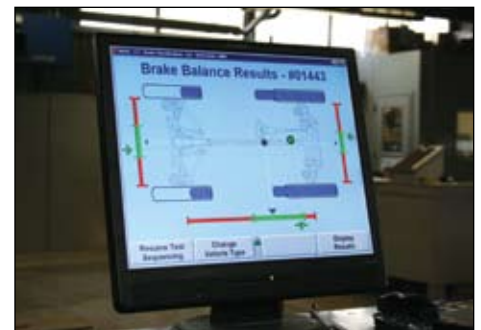 Brake Balance Results - #01443
Resume Test
Sequencing
Change
Vehicle Type
Display
Results